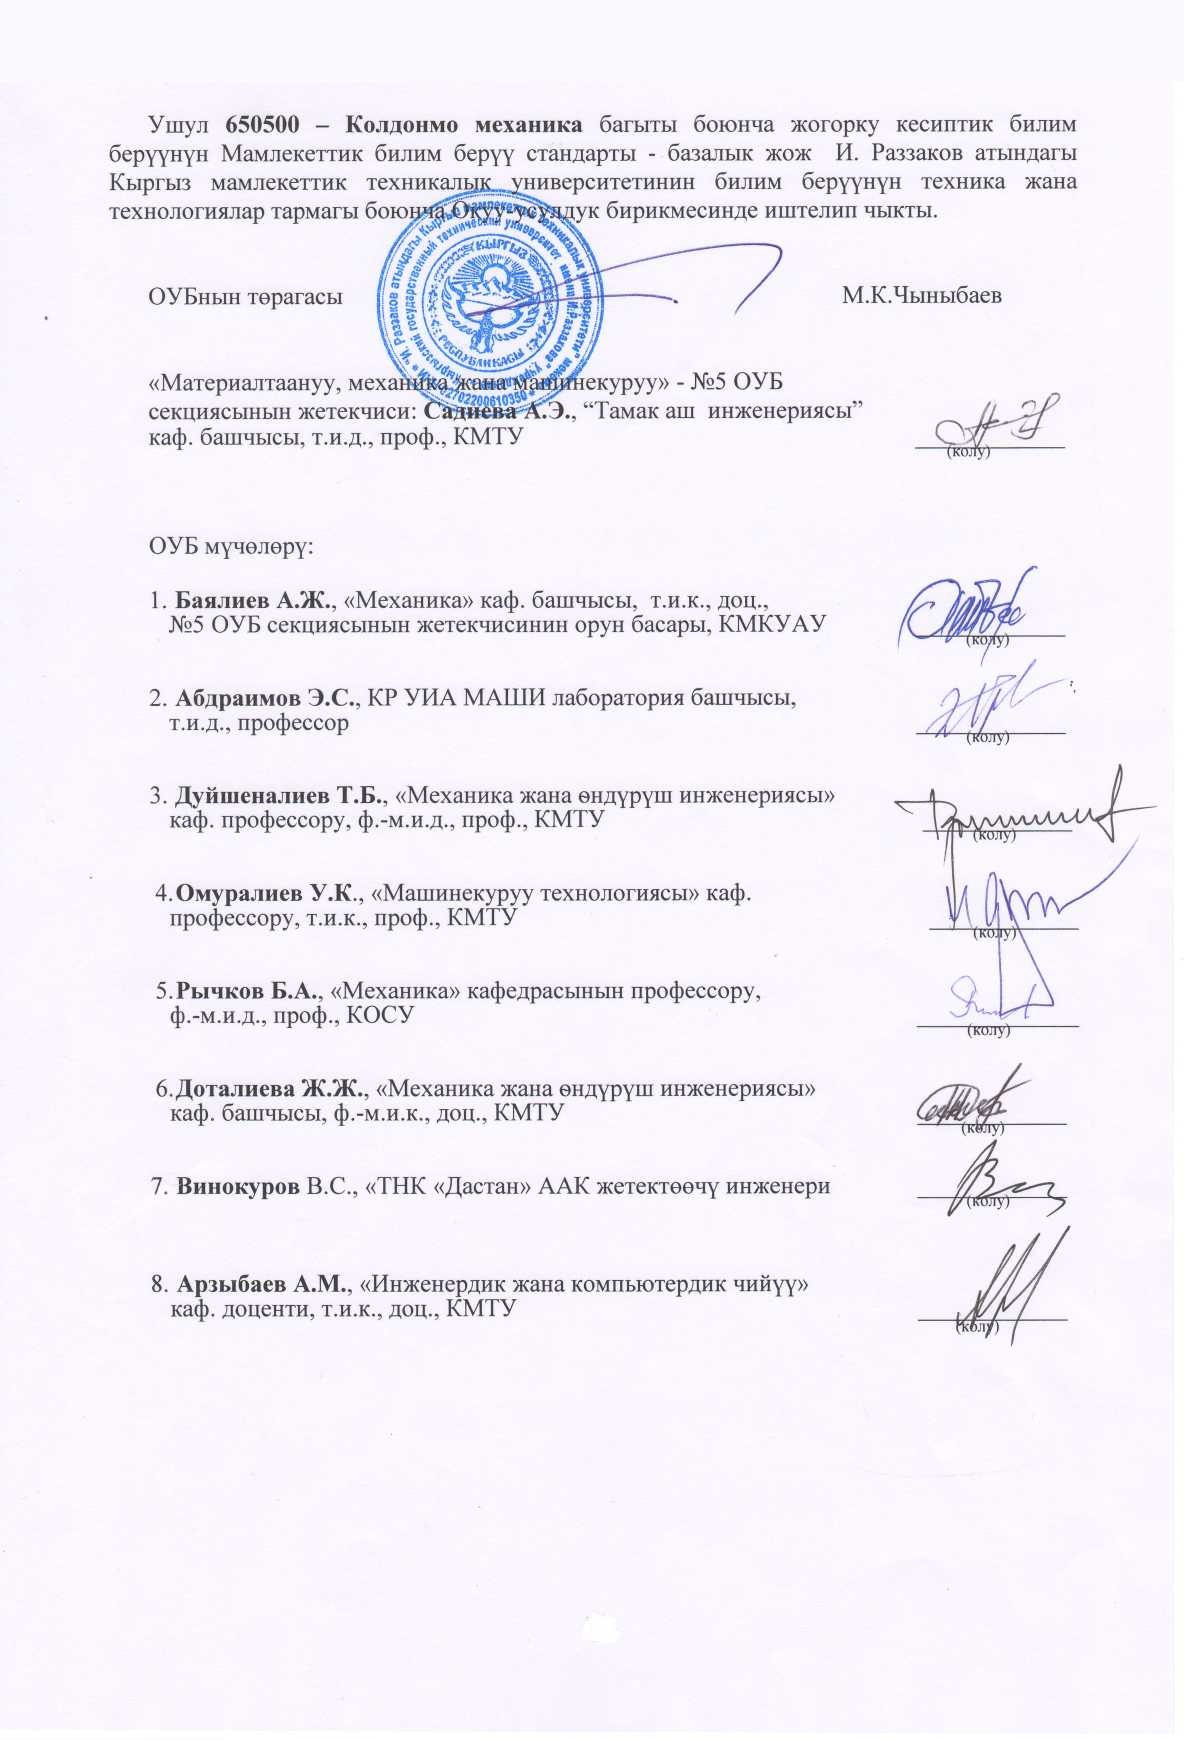 Ушул 650500 – Колдонмо механика багыты боюнча жогорку кесиптик билим
берүүнүн Мамлекеттик билим берүү стандарты - базалык жож И. Раззаков атындагы
Кыргыз мамлекеттик техникалык университетинин билим берүүнүн техника жана
технологиялар тармагы боюнча Окуу-усулдук бирикмесинде иштелип чыкты.
ОУБнын төрагасы М.К.Чыныбаев
КЫРГЫЗ
РЕСПУБЛИКАСЫ
«Материалтаануу, механика жана машинекуруу» - №5 ОУБ
секциясынын жетекчиси: Садиева А.Э., “Тамак аш инженериясы”
каф. башчысы, т.и.д., проф., КМТУ
(колу)
ОУБ мүчөлөрү:
1. Баялиев А.Ж., «Механика» каф. башчысы, т.и.к., доц.,
№5 ОУБ секциясынын жетекчисинин орун басары, КМКУАУ
(колу)
2. Абдраимов Э.С., КР УИА МАШИ лаборатория башчысы,
т.и.д., профессор
(колу)
3. Дуйшеналиев Т.Б., «Механика жана өндүрүш инженериясы»
каф. профессору, ф.-м.и.д., проф., КМТУ
(колу)
4.Омуралиев У.К., «Машинекуруу технологиясы» каф.
профессору, т.и.к., проф., КМТУ
(колу)
5.Рычков Б.А., «Механика» кафедрасынын профессору,
ф.-м.и.д., проф., КОСУ
(колу)
6.Доталиева Ж.Ж., «Механика жана өндүрүш инженериясы»
каф. башчысы, ф.-м.и.к., доц., КМТУ
(колу)
7. Винокуров В.С., «ТНК «Дастан» ААК жетектөөчү инженери
(колу)
8. Арзыбаев А.М., «Инженердик жана компьютердик чийүү»
каф. доценти, т.и.к., доц., КМТУ
(колу)